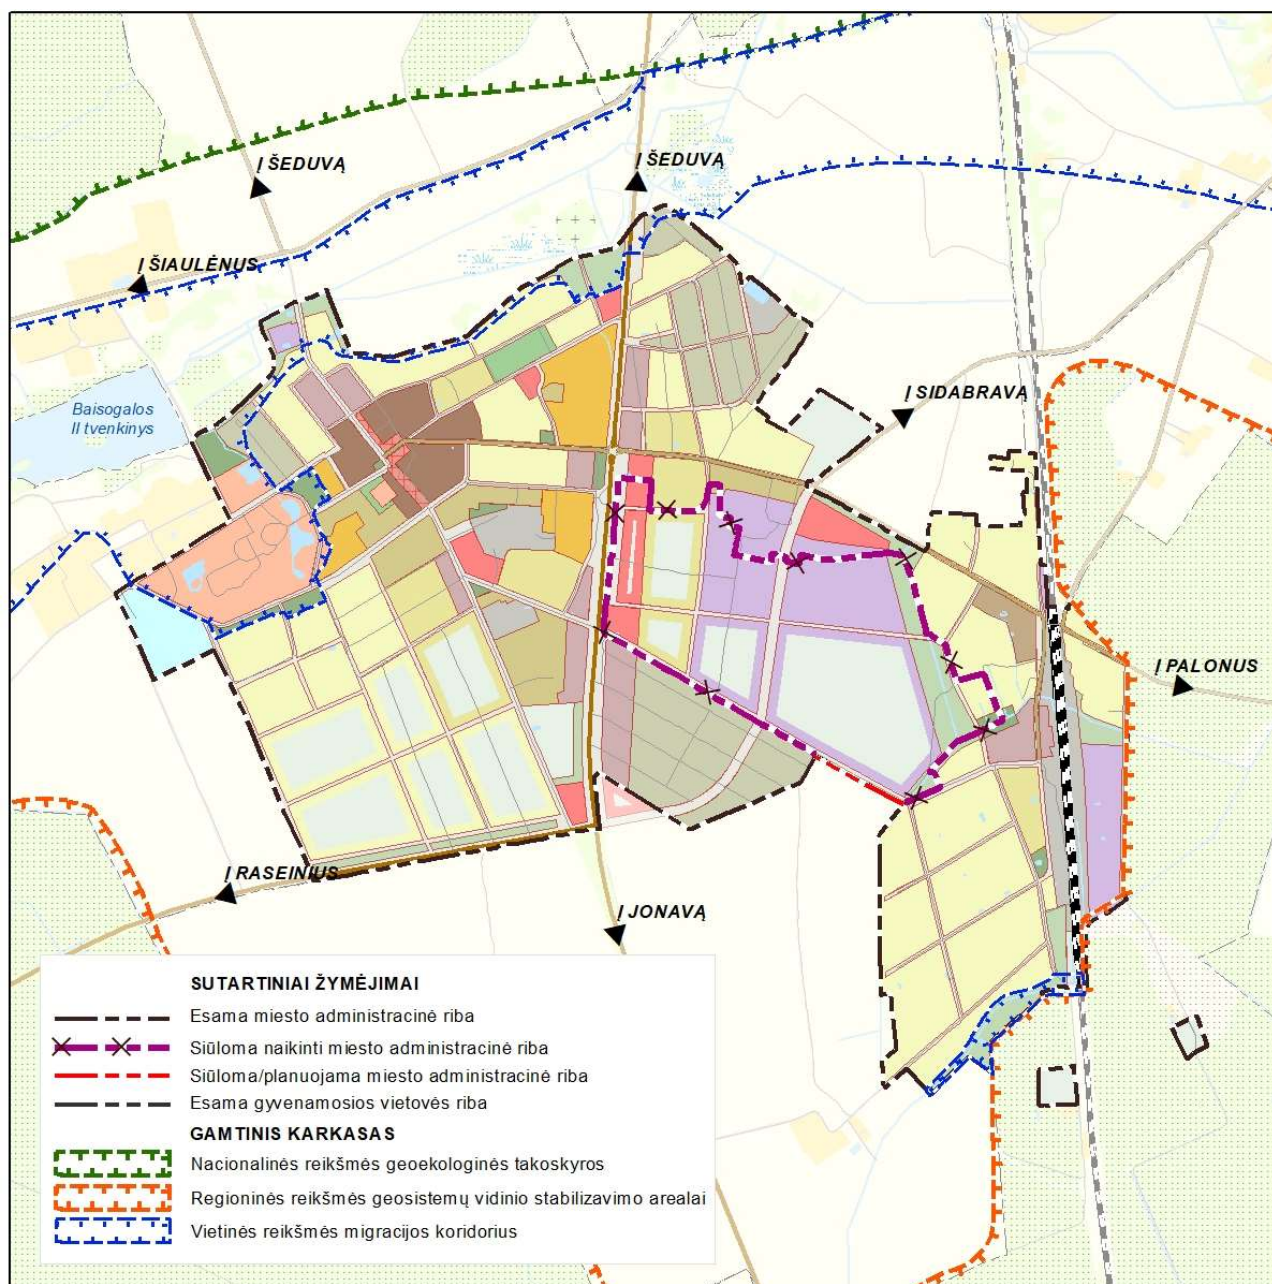 Į ŠEDUVĄ
Į ŠEDUVĄ
Į ŠIAULĖNUS
Į SIDABRAVĄ
Baisogalos
II tvenkinys
Į PALONUS
Į RASEINIUS
Į JONAVĄ
SUTARTINIAI ŽYMĖJIMAI
Esama miesto administracinė riba
Siūloma naikinti miesto administracinė riba
Siūloma/planuojama miesto administracinė riba
Esama gyvenamosios vietovės riba
GAMTINIS KARKASAS
Nacionalinės reikšmės geoekologinės takoskyros
Regioninės reikšmės geosistemų vidinio stabilizavimo arealai
Vietinės reikšmės migracijos koridorius